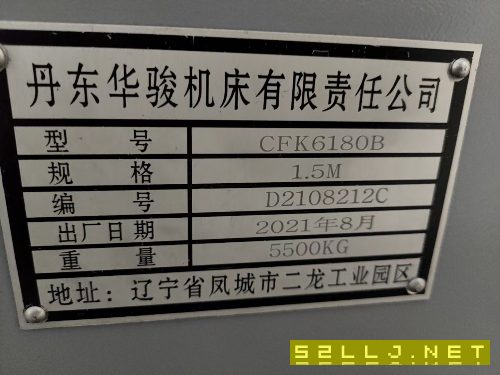 丹东华骏机床有限责任公司
型号 CFK6180B
规格 1.5M
编号 D2108212C
出厂日期 2021年8月
重量 5500KG
地址: 辽宁省凤城市二龙工业园区
52LLJ.NET